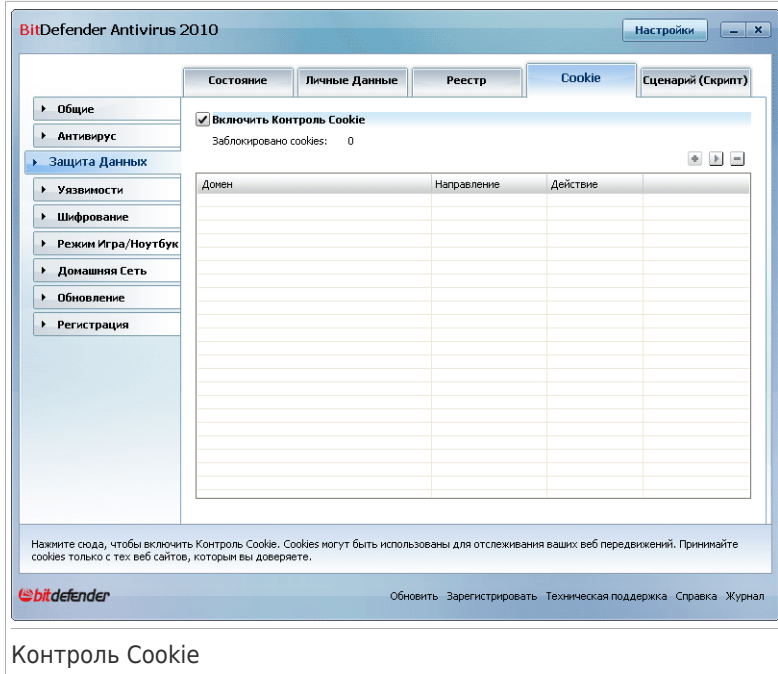 BitDefender Antivirus 2010
Настройки
Состояние
Личные Данные
Реестр
Cookie
Сценарий (Скрипт)
Общие
Антивирус
Защита Данных
Уязвимости
Шифрование
Режим Игра/Ноутбук
Домашняя Сеть
Обновление
Регистрация
Включить Контроль Cookie
Заблокировано cookies: 0
Домен
Направление
Действие
Нажмите сюда, чтобы включить Контроль Cookie. Cookies могут быть использованы для отслеживания ваших веб передвижений. Принимайте
cookies только с тех веб сайтов, которым вы доверяете.
bitdefender
Обновить Зарегистрировать Техническая поддержка Справка Журнал
Контроль Cookie